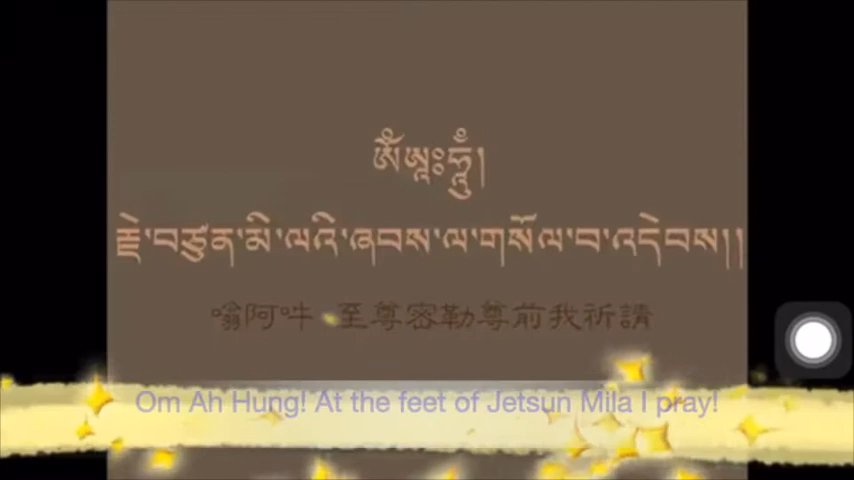 ཨོཾ་ཨཱཿཧཱུྃ།
རྗེ་བཙུན་མི་ལའི་ཞབས་ལ་གསོལ་བ་འདེབས།།
嗡阿吽 至尊密勒尊前我祈請
Om Ah Hung! At the feet of Jetsun Mila I pray!